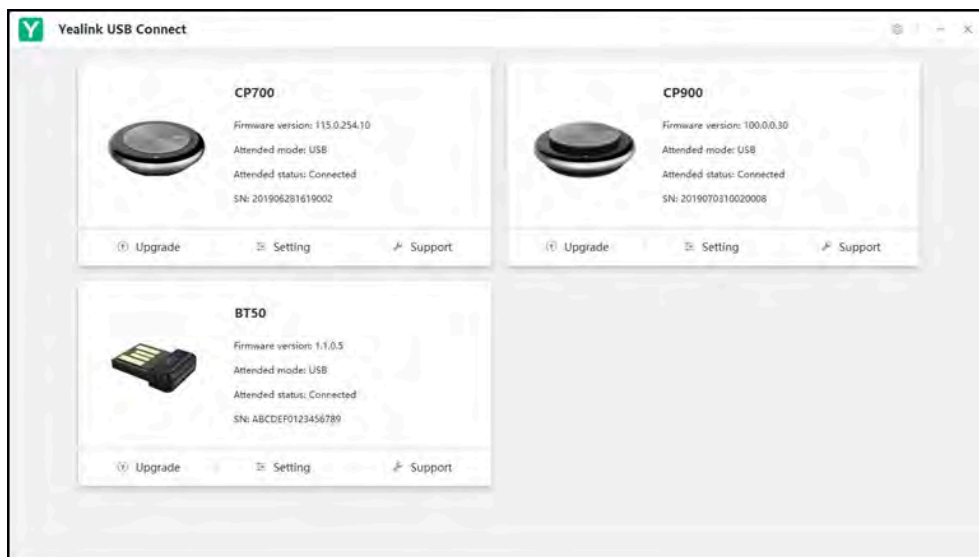 Yealink USB Connect
CP700
Firmware version: 115.0.254.10
Attended mode: USB
Attended status: Connected
SN: 201906281619002
Upgrade
Setting
Support
CP900
Firmware version: 100.0.0.30
Attended mode: USB
Attended status: Connected
SN: 2019070310020008
Upgrade
Setting
Support
BT50
Firmware version: 1.1.0.5
Attended mode: USB
Attended status: Connected
SN: ABCDEF0123456789
Upgrade
Setting
Support